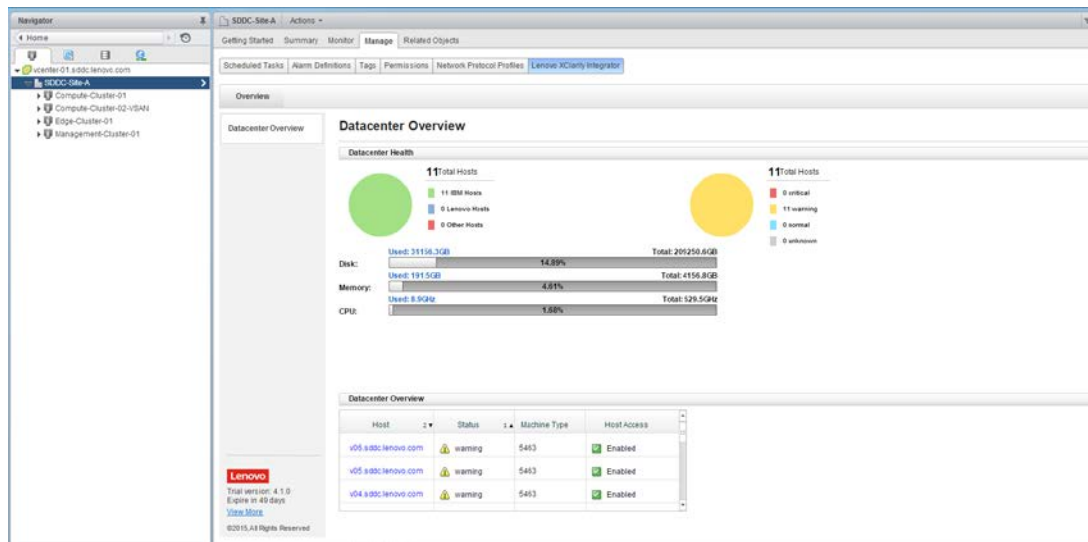 Navigator
Home
vcenter-01.sddc.lenovo.com
SDDC-Site-A
Compute-Cluster-01
Compute-Cluster-02-VSAN
Edge-Cluster-01
Management-Cluster-01
SDDC-Site-A Actions
Getting Started Summary Monitor Manage Related Objects
Scheduled Tasks Alarm Definitions Tags Permissions Network Protocol Profiles Lenovo XClarity Integrator
Overview
Datacenter Overview
Datacenter Overview
Datacenter Health
11Total Hosts
11 IBM Hosts
0 Lenovo Hosts
0 Other Hosts
11Total Hosts
0 critical
11 warning
0 normal
0 unknown
Used: 31156.3GB Total: 209250.6GB
Disk: 14.89%
Used: 191.5GB Total: 4156.8GB
Memory: 4.61%
Used: 8.9GHz Total: 529.5GHz
CPU: 1.68%
Datacenter Overview
Host 2 Status 1 Machine Type Host Access
v06.sddc.lenovo.com warning 5463 Enabled
v05.sddc.lenovo.com warning 5463 Enabled
v04.sddc.lenovo.com warning 5463 Enabled
Lenovo
Trial version: 4.1.0
Expire in 49 days
View More
©2015,All Rights Reserved